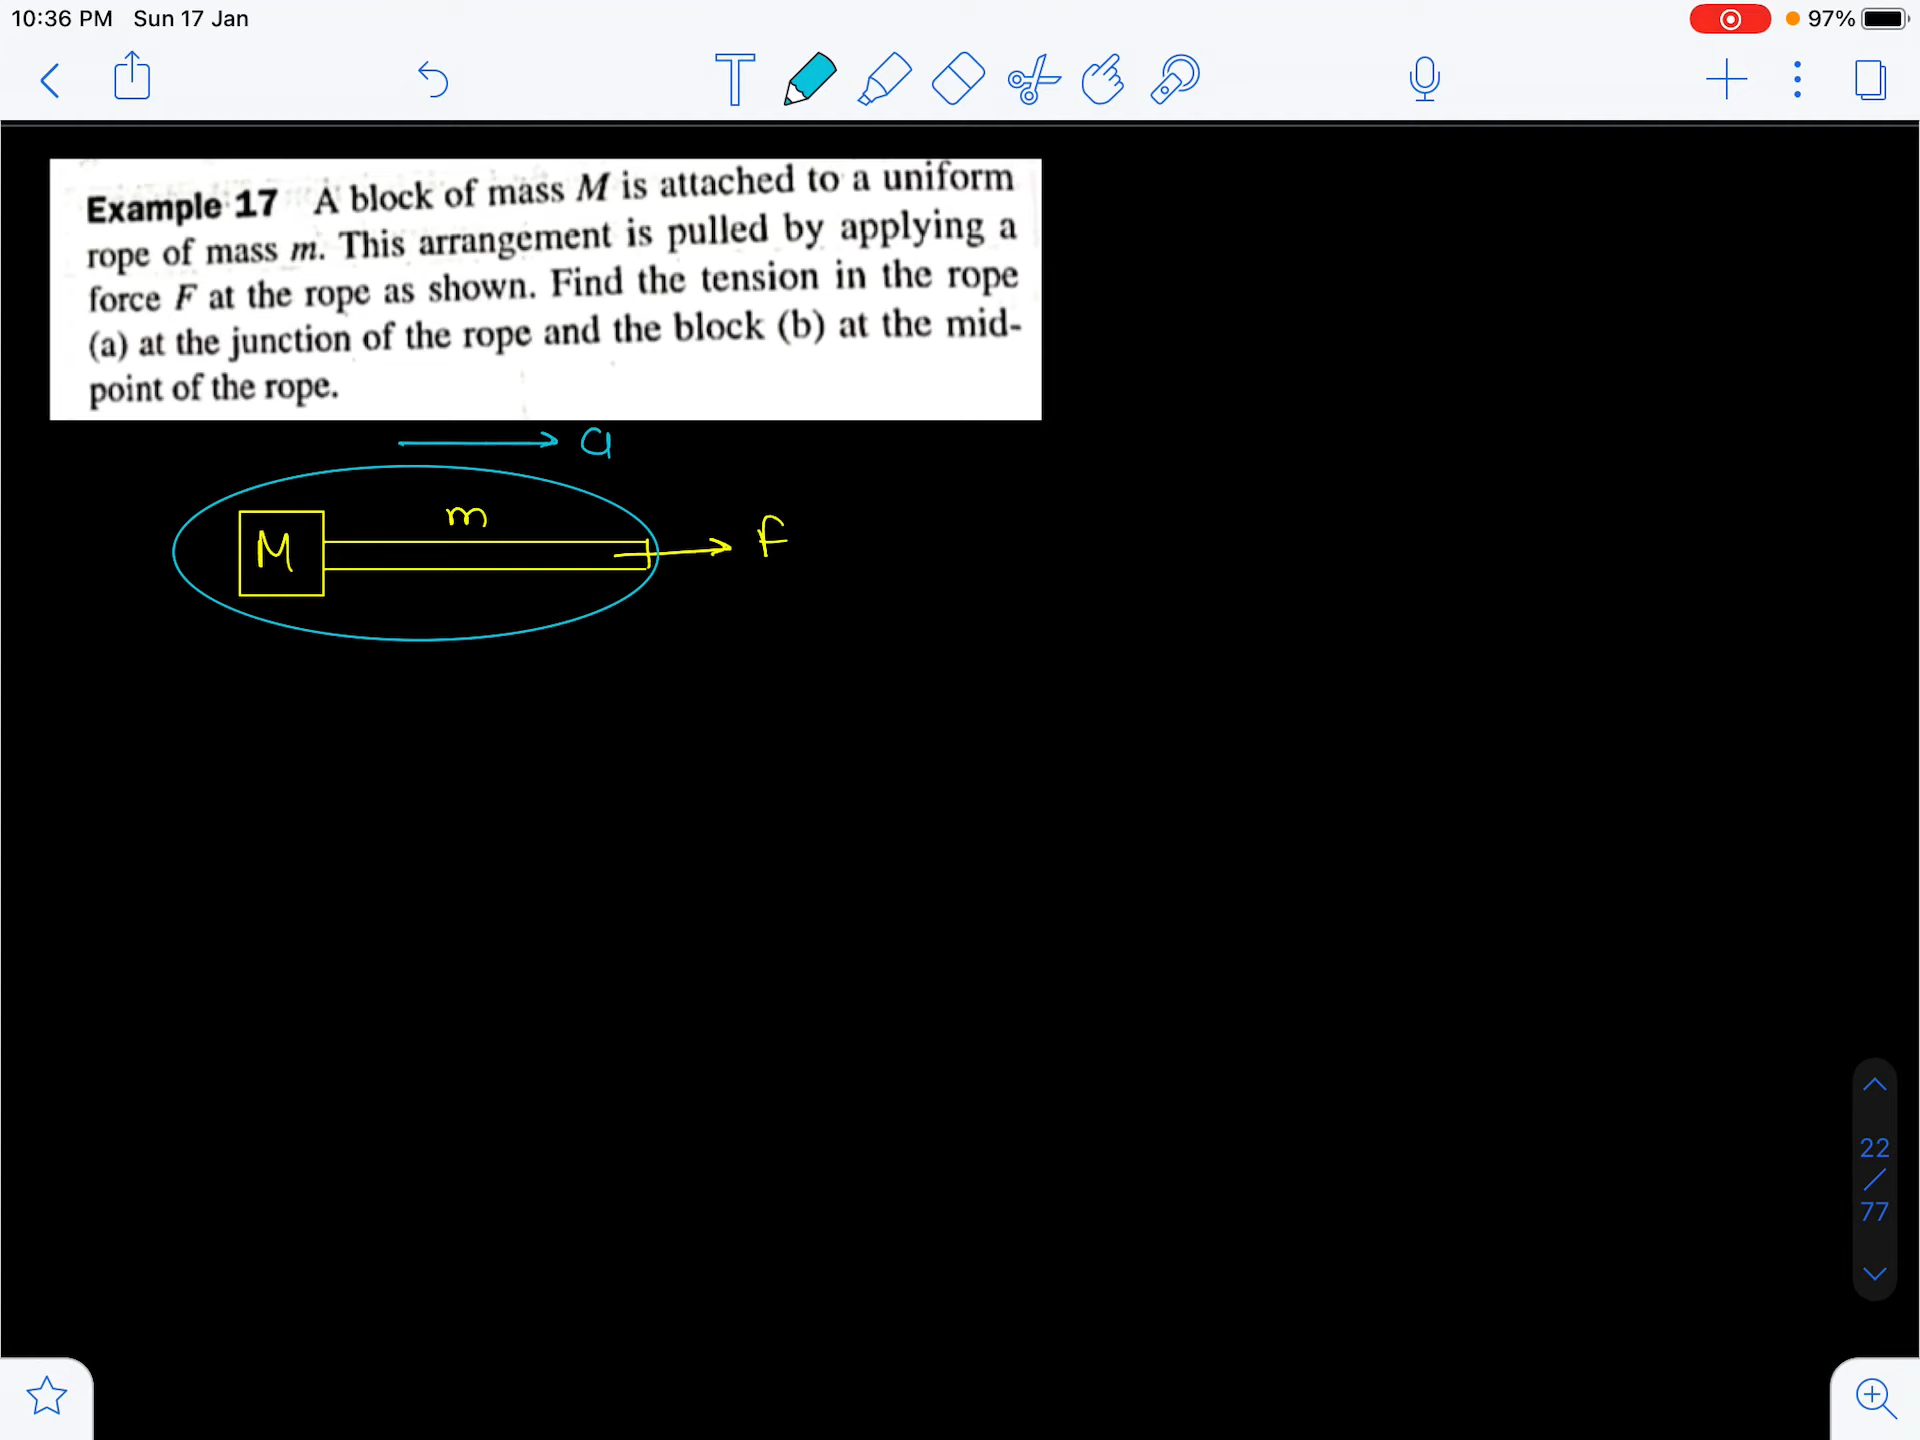 10:36 PM Sun 17 Jan
97%
T
Example 17 A block of mass M is attached to a uniform
rope of mass m. This arrangement is pulled by applying a
force F at the rope as shown. Find the tension in the rope
(a) at the junction of the rope and the block (b) at the mid-
point of the rope.
a
m
M
F
22
/
77